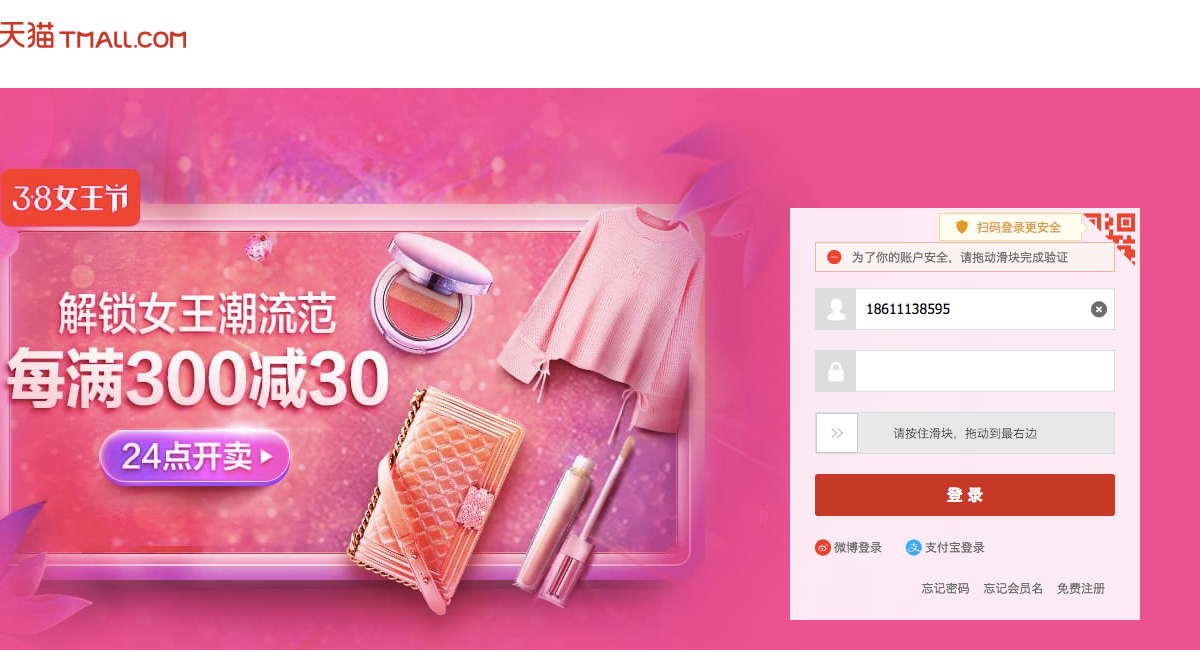 天猫 TMALL.COM
3·8女王节
解锁女王潮流范
每满300减30
24点开卖
扫码登录更安全
为了你的账户安全，请拖动滑块完成验证
18611138595
请按住滑块，拖动到最右边
登 录
微博登录 支付宝登录
忘记密码 忘记会员名 免费注册